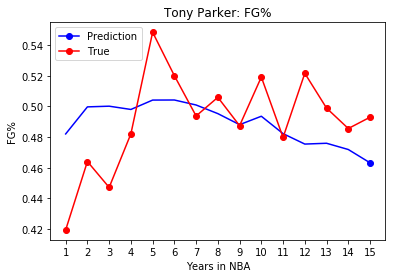 Tony Parker: FG%
Prediction
True
FG%
0.54
0.52
0.50
0.48
0.46
0.44
0.42
1 2 3 4 5 6 7 8 9 10 11 12 13 14 15
Years in NBA